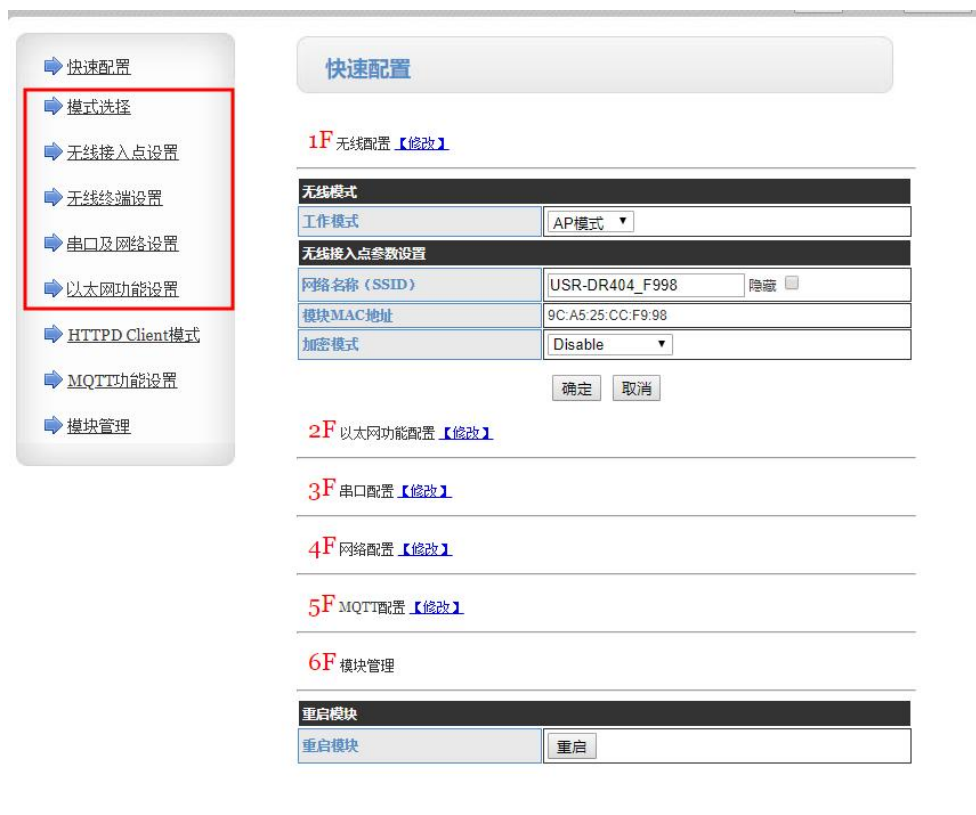 快速配置
模式选择
无线接入点设置
无线终端设置
串口及网络设置
以太网功能设置
HTTPD Client模式
MQTT功能设置
模块管理
快速配置
1F 无线配置 【修改】
无线模式
工作模式 AP模式
无线接入点参数设置
网络名称（SSID） USR-DR404_F998 隐藏
模块MAC地址 9C:A5:25:CC:F9:98
加密模式 Disable
确定 取消
2F 以太网功能配置 【修改】
3F 串口配置 【修改】
4F 网络配置 【修改】
5F MQTT配置 【修改】
6F 模块管理
重启模块
重启模块 重启